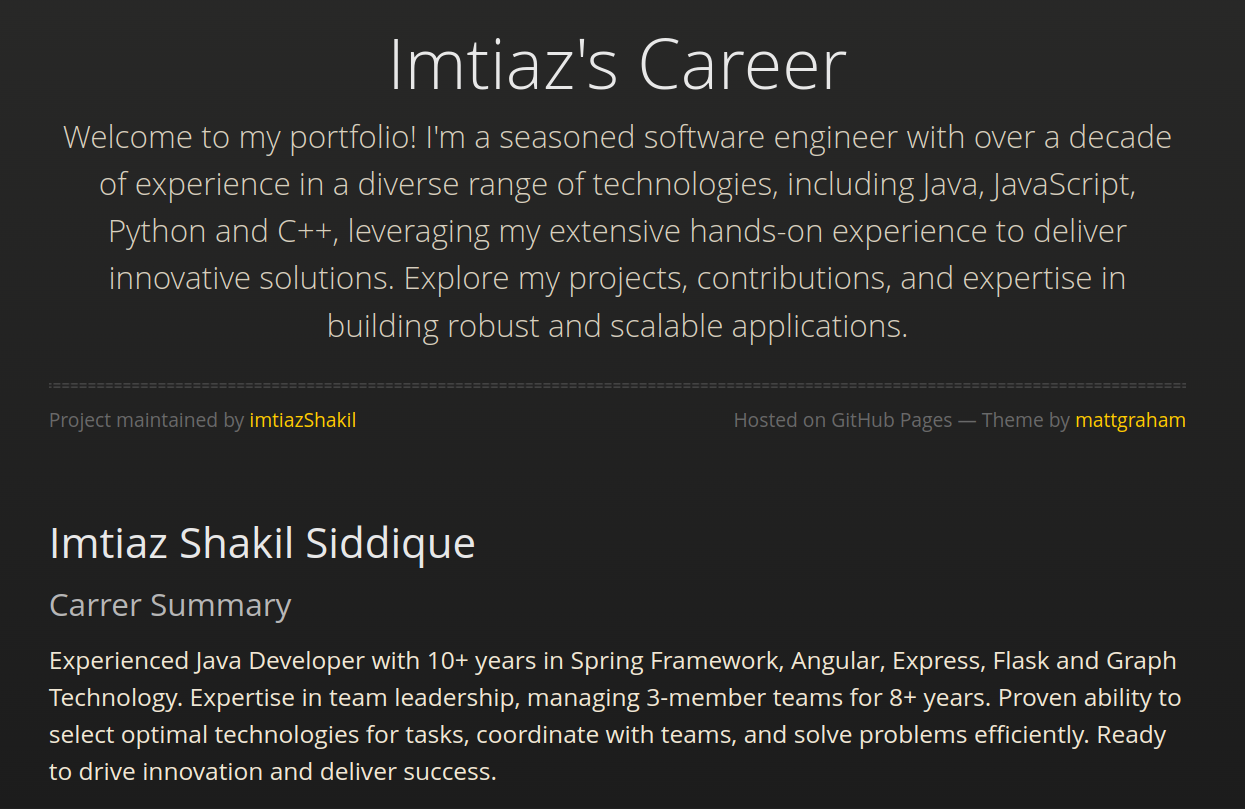 Imtiaz's Career
Welcome to my portfolio! I'm a seasoned software engineer with over a decade
of experience in a diverse range of technologies, including Java, JavaScript,
Python and C++, leveraging my extensive hands-on experience to deliver
innovative solutions. Explore my projects, contributions, and expertise in
building robust and scalable applications.
Project maintained by imtiazShakil
Hosted on GitHub Pages — Theme by mattgraham
Imtiaz Shakil Siddique
Carrer Summary
Experienced Java Developer with 10+ years in Spring Framework, Angular, Express, Flask and Graph
Technology. Expertise in team leadership, managing 3-member teams for 8+ years. Proven ability to
select optimal technologies for tasks, coordinate with teams, and solve problems efficiently. Ready
to drive innovation and deliver success.